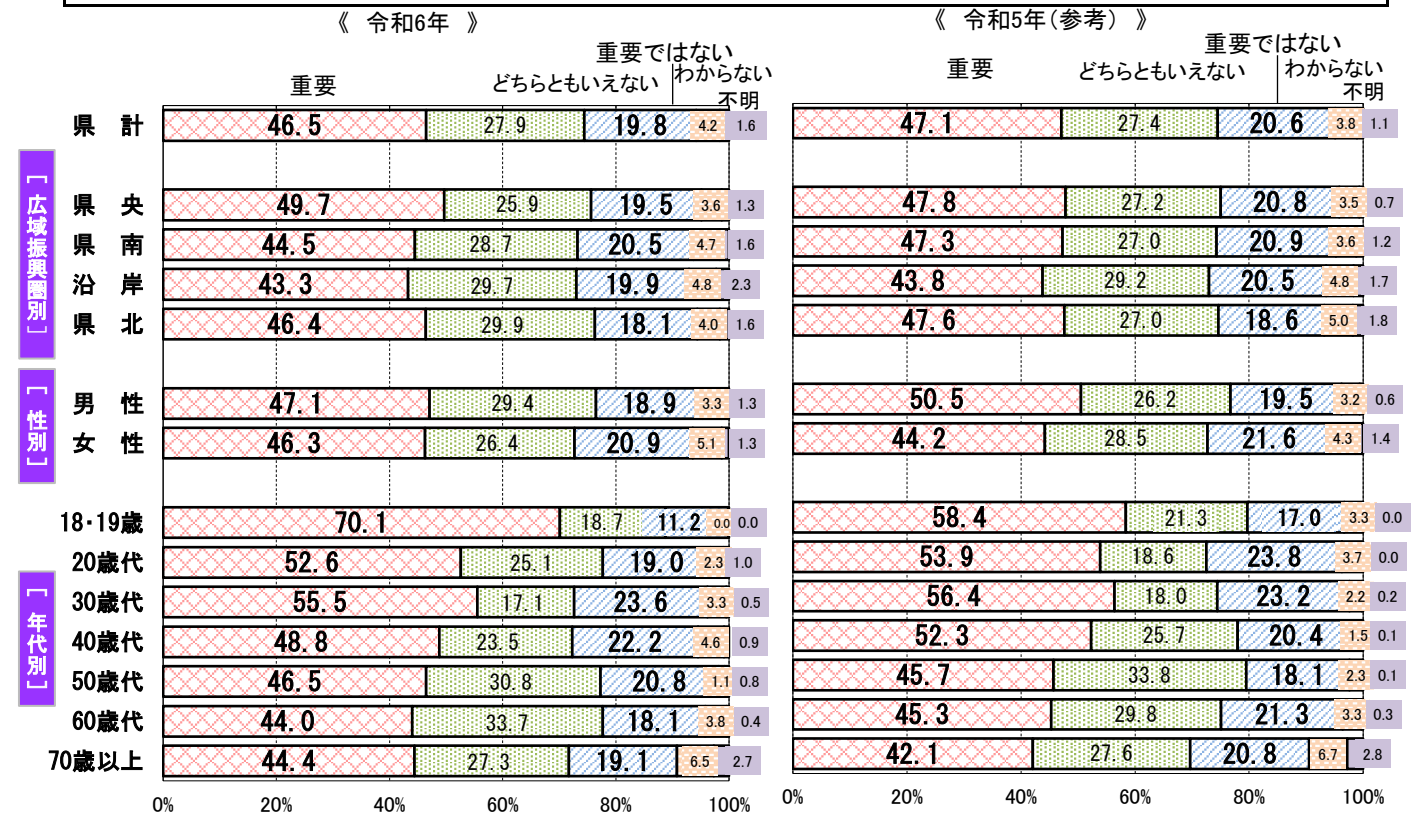 《 令和6年 》
重要ではない
重要 どちらともいえない わからない
不明
県 計 46.5 27.9 19.8 4.2 1.6
[広域振興圏別]
県 央 49.7 25.9 19.5 3.6 1.3
県 南 44.5 28.7 20.5 4.7 1.6
沿 岸 43.3 29.7 19.9 4.8 2.3
県 北 46.4 29.9 18.1 4.0 1.6
[性別]
男 性 47.1 29.4 18.9 3.3 1.3
女 性 46.3 26.4 20.9 5.1 1.3
[年代別]
18・19歳 70.1 18.7 11.2 0.0 0.0
20歳代 52.6 25.1 19.0 2.3 1.0
30歳代 55.5 17.1 23.6 3.3 0.5
40歳代 48.8 23.5 22.2 4.6 0.9
50歳代 46.5 30.8 20.8 1.1 0.8
60歳代 44.0 33.7 18.1 3.8 0.4
70歳以上 44.4 27.3 19.1 6.5 2.7
0% 20% 40% 60% 80% 100%
《 令和5年(参考) 》
重要ではない
重要 どちらともいえない わからない
不明
47.1 27.4 20.6 3.8 1.1
47.8 27.2 20.8 3.5 0.7
47.3 27.0 20.9 3.6 1.2
43.8 29.2 20.5 4.8 1.7
47.6 27.0 18.6 5.0 1.8
50.5 26.2 19.5 3.2 0.6
44.2 28.5 21.6 4.3 1.4
58.4 21.3 17.0 3.3 0.0
53.9 18.6 23.8 3.7 0.0
56.4 18.0 23.2 2.2 0.2
52.3 25.7 20.4 1.5 0.1
45.7 33.8 18.1 2.3 0.1
45.3 29.8 21.3 3.3 0.3
42.1 27.6 20.8 6.7 2.8
0% 20% 40% 60% 80% 100%